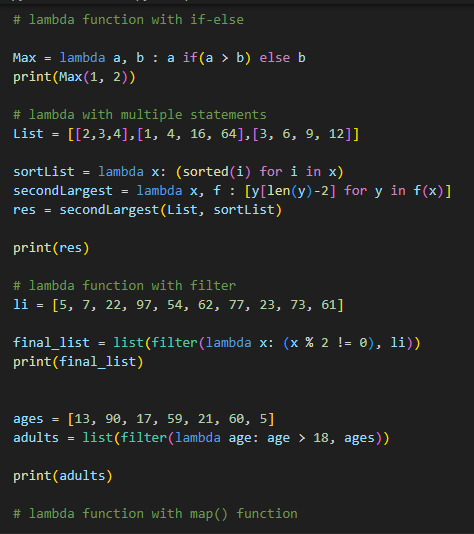 # lambda function with if-else
Max = lambda a, b : a if(a > b) else b
print(Max(1, 2))
# lambda with multiple statements
List = [[2,3,4],[1, 4, 16, 64],[3, 6, 9, 12]]
sortList = lambda x: (sorted(i) for i in x)
secondLargest = lambda x, f : [y[len(y)-2] for y in f(x)]
res = secondLargest(List, sortList)
print(res)
# lambda function with filter
li = [5, 7, 22, 97, 54, 62, 77, 23, 73, 61]
final_list = list(filter(lambda x: (x % 2 != 0), li))
print(final_list)
ages = [13, 90, 17, 59, 21, 60, 5]
adults = list(filter(lambda age: age > 18, ages))
print(adults)
# lambda function with map() function